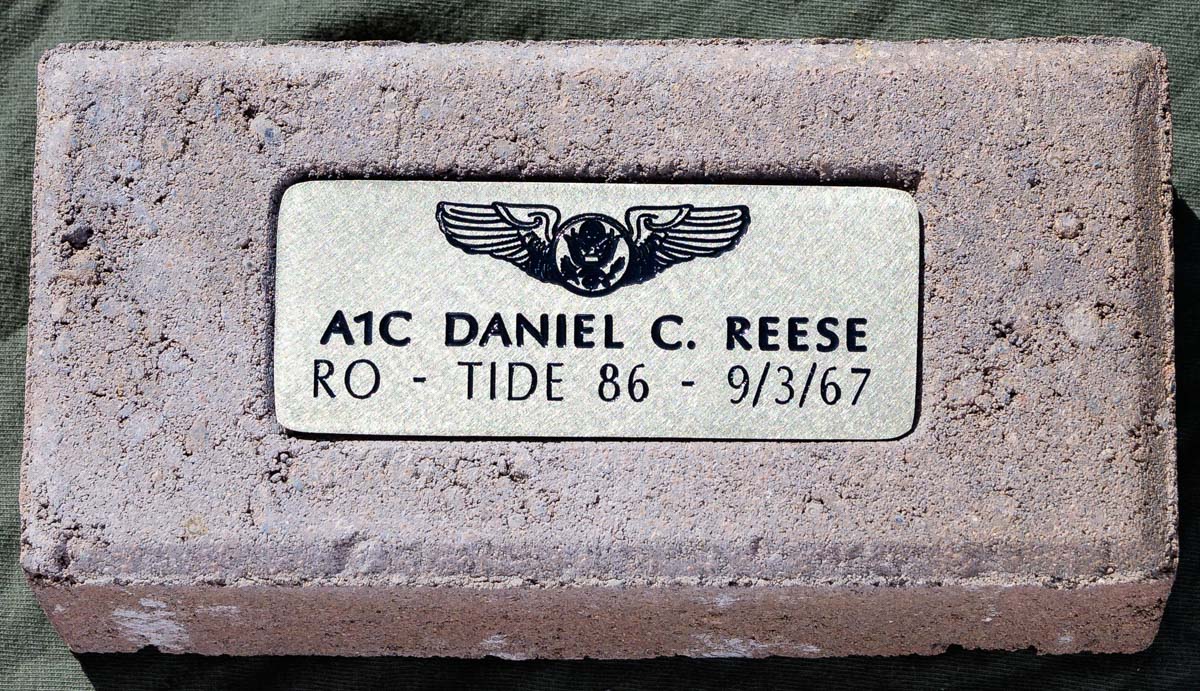 A1C DANIEL C. REESE
RO - TIDE 86 - 9/3/67